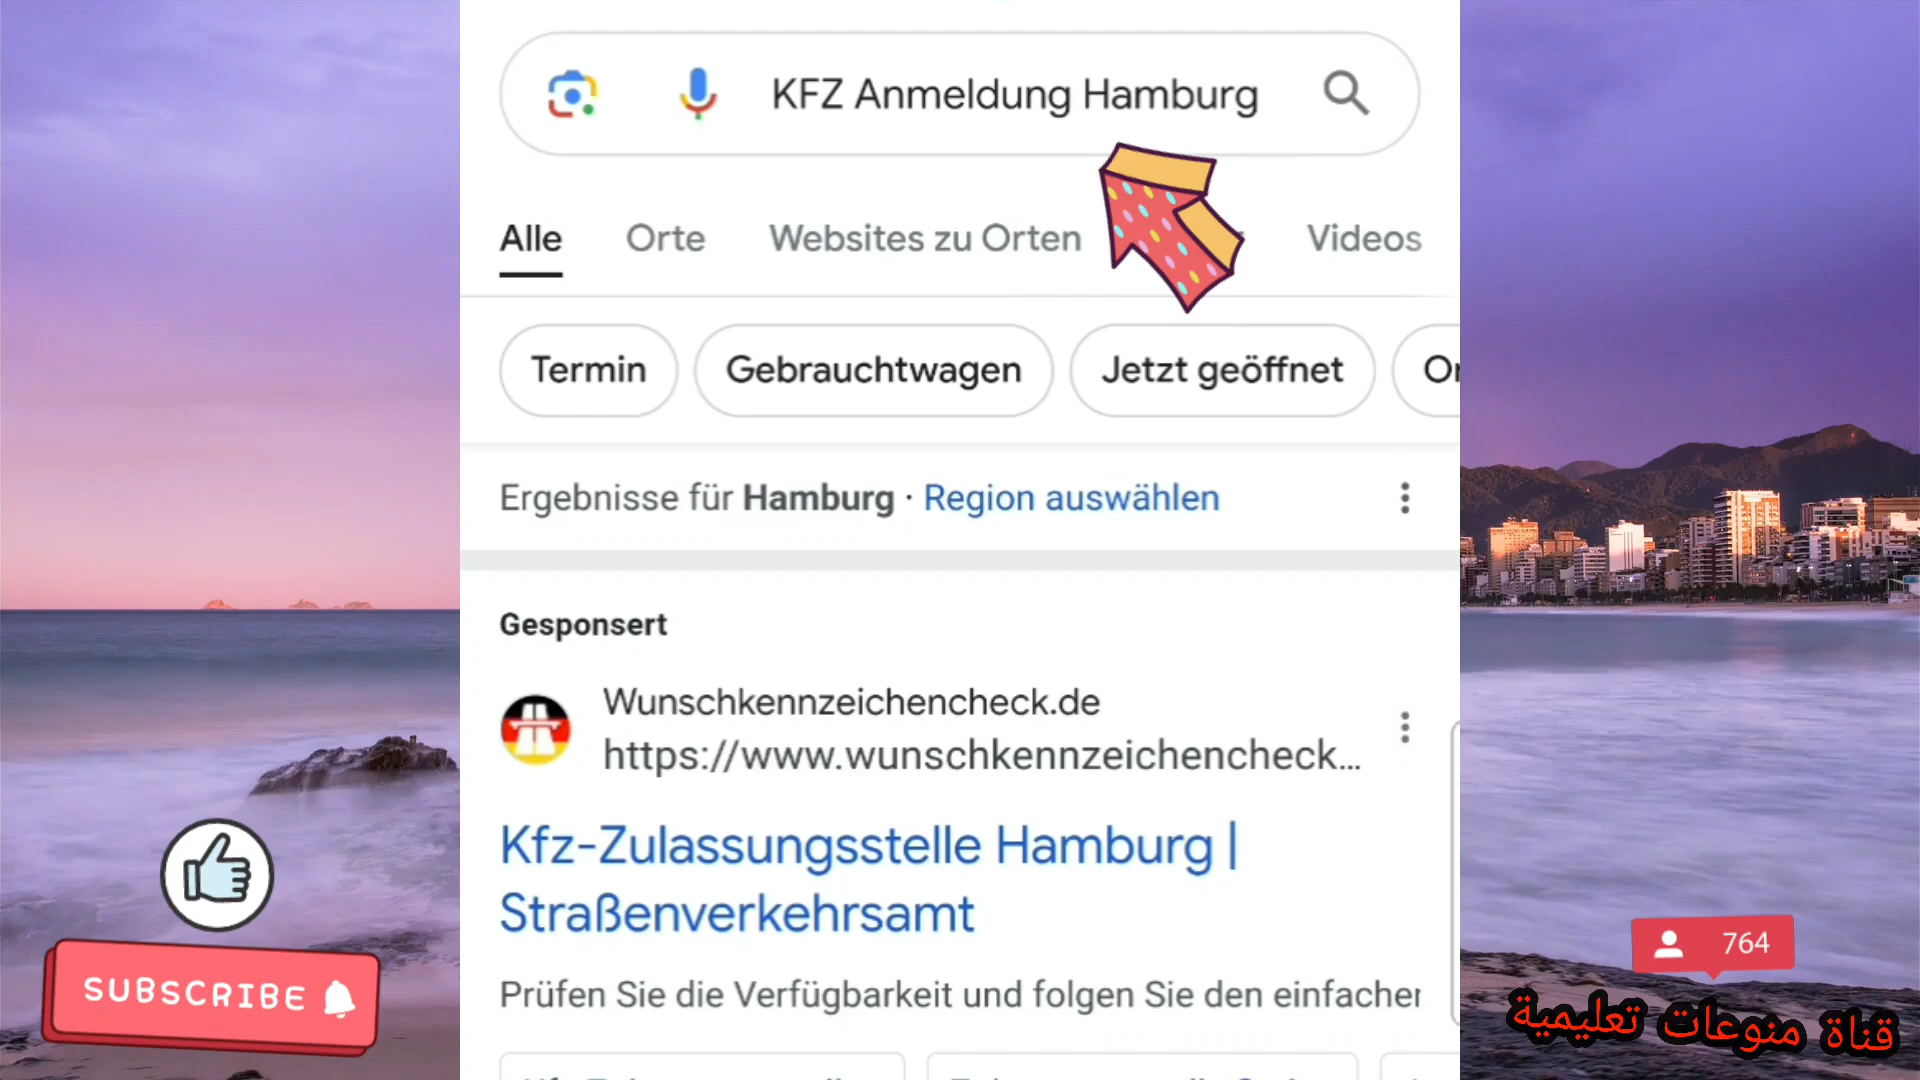 KFZ Anmeldung Hamburg
Alle Orte Websites zu Orten Videos
Termin Gebrauchtwagen Jetzt geöffnet
Ergebnisse für Hamburg · Region auswählen
Gesponsert
Wunschkennzeichencheck.de
https://www.wunschkennzeichencheck...
Kfz-Zulassungsstelle Hamburg |
Straßenverkehrsamt
Prüfen Sie die Verfügbarkeit und folgen Sie den
SUBSCRIBE
764
قناة منوعات تعليمية